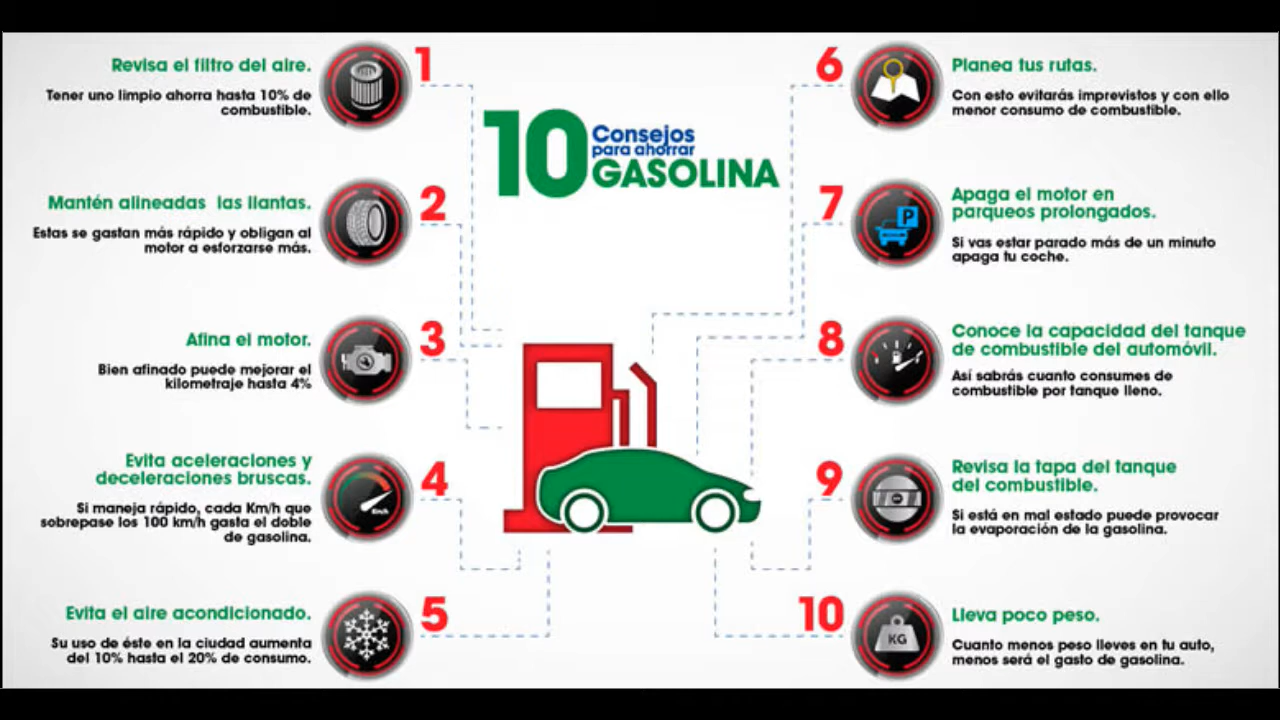 10
Consejos
para ahorrar
GASOLINA
1
Revisa el filtro del aire.
Tener uno limpio ahorra hasta 10% de
combustible.
2
Mantén alineadas las llantas.
Estas se gastan más rápido y obligan al
motor a esforzarse más.
3
Afina el motor.
Bien afinado puede mejorar el
kilometraje hasta 4%
4
Evita aceleraciones y
deceleraciones bruscas.
Si maneja rápido, cada Km/h que
sobrepase los 100 km/h gasta el doble
de gasolina.
Km/h
5
Evita el aire acondicionado.
Su uso de éste en la ciudad aumenta
del 10% hasta el 20% de consumo.
6
Planea tus rutas.
Con esto evitarás imprevistos y con ello
menor consumo de combustible.
7
P
Apaga el motor en
parqueos prolongados.
Si vas estar parado más de un minuto
apaga tu coche.
8
Conoce la capacidad del tanque
de combustible del automóvil.
Así sabrás cuanto consumes de
combustible por tanque lleno.
9
Revisa la tapa del tanque
del combustible.
Si está en mal estado puede provocar
la evaporación de la gasolina.
10
KG
Lleva poco peso.
Cuanto menos peso lleves en tu auto,
menos será el gasto de gasolina.